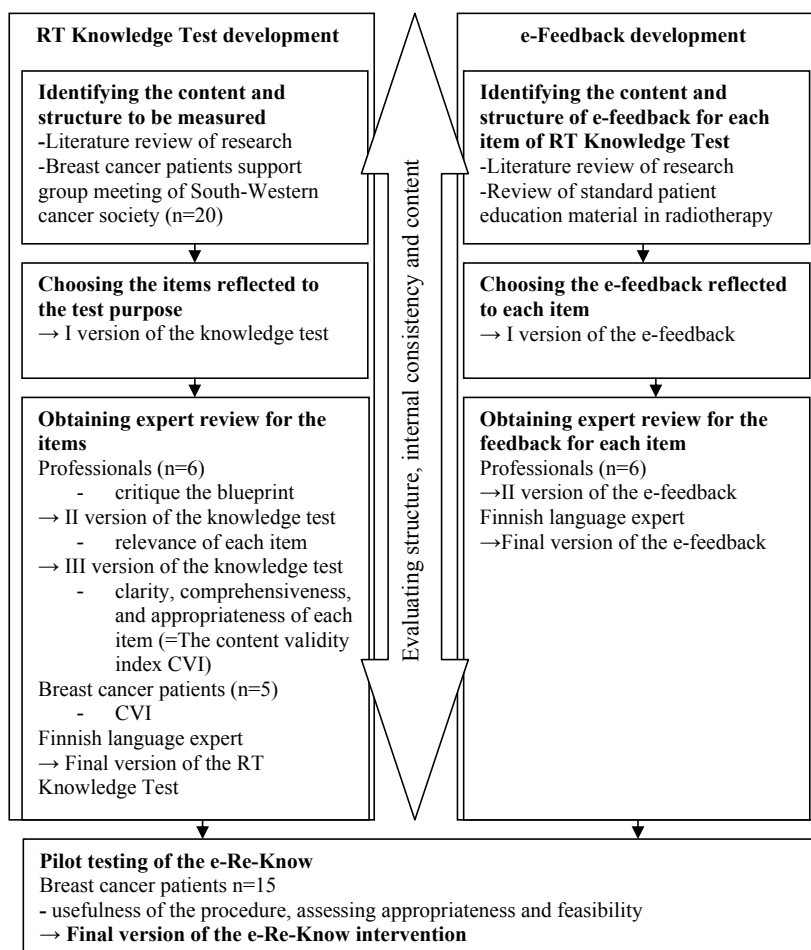 RT Knowledge Test development
Identifying the content and
structure to be measured
-Literature review of research
-Breast cancer patients support
group meeting of South-Western
cancer society (n=20)
Choosing the items reflected to
the test purpose
→ I version of the knowledge test
Obtaining expert review for the
items
Professionals (n=6)
- critique the blueprint
→ II version of the knowledge test
- relevance of each item
→ III version of the knowledge test
- clarity, comprehensiveness,
and appropriateness of each
item (=The content validity
index CVI)
Breast cancer patients (n=5)
- CVI
Finnish language expert
→ Final version of the RT
Knowledge Test
Evaluating structure, internal consistency and content
e-Feedback development
Identifying the content and
structure of e-feedback for each
item of RT Knowledge Test
-Literature review of research
-Review of standard patient
education material in radiotherapy
Choosing the e-feedback reflected
to each item
→ I version of the e-feedback
Obtaining expert review for the
feedback for each item
Professionals (n=6)
→II version of the e-feedback
Finnish language expert
→Final version of the e-feedback
Pilot testing of the e-Re-Know
Breast cancer patients n=15
- usefulness of the procedure, assessing appropriateness and feasibility
→ Final version of the e-Re-Know intervention